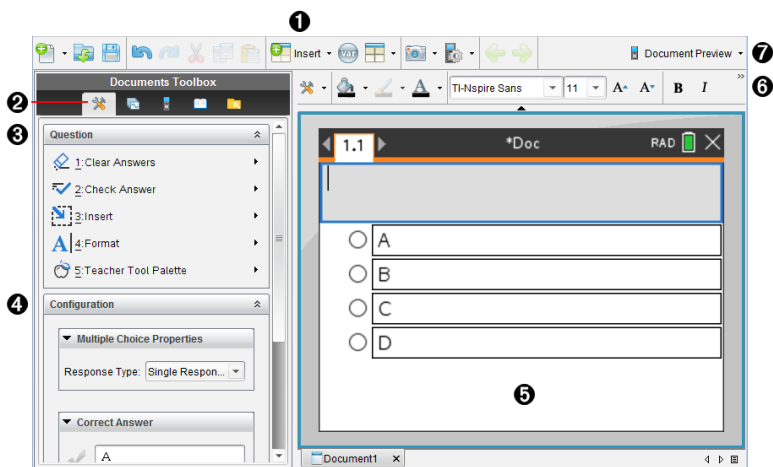 ❶
Insert
var
Document Preview
❼
Documents Toolbox
TI-Nspire Sans
11
A
A
B
I
»
❻
❷
❸
Question
1:Clear Answers
2:Check Answer
3:Insert
4:Format
5:Teacher Tool Palette
1.1
*Doc
RAD
A
B
C
D
❹
Configuration
Multiple Choice Properties
Response Type: Single Respon...
Correct Answer
A
❺
Document1